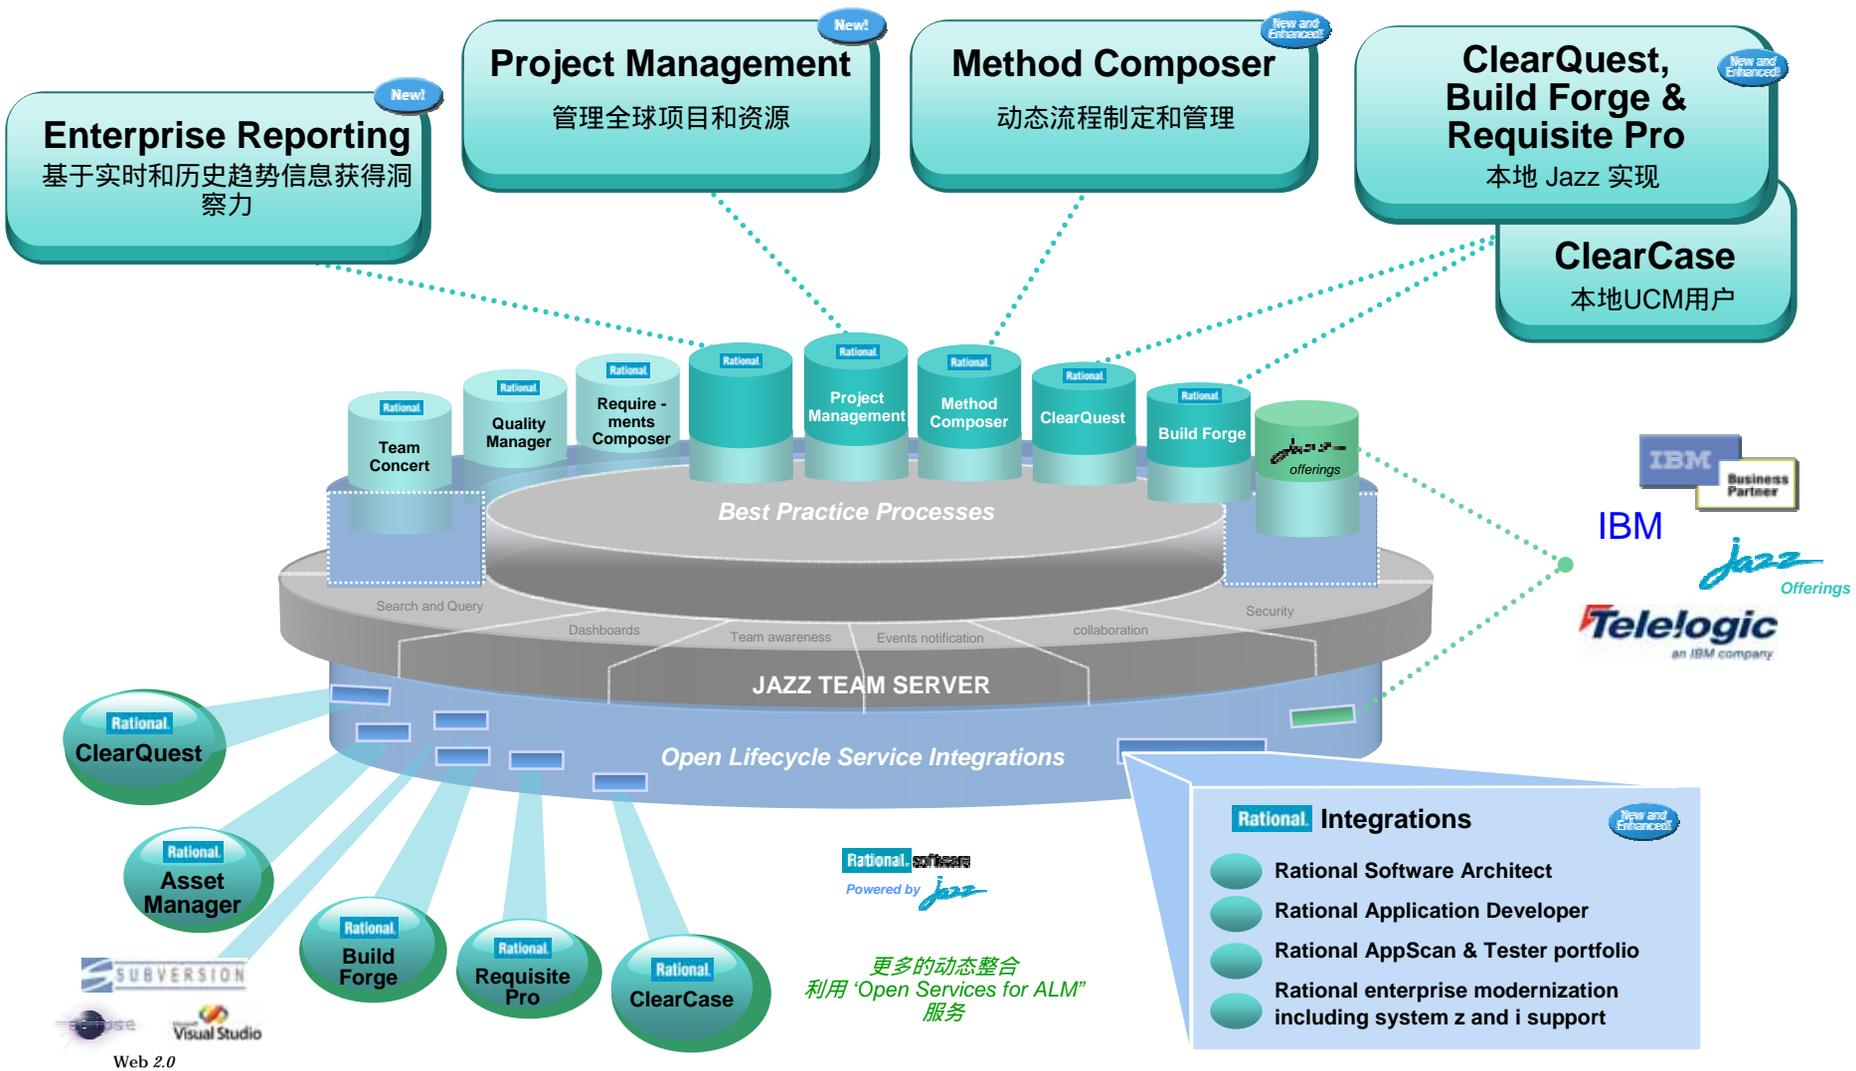 New!
Enterprise Reporting
基于实时和历史趋势信息获得洞
察力
New!
Project Management
管理全球项目和资源
New and
Enhanced!
Method Composer
动态流程制定和管理
New and
Enhanced!
ClearQuest,
Build Forge &
Requisite Pro
本地 Jazz 实现
ClearCase
本地UCM用户
Rational
Team
Concert
Rational
Quality
Manager
Rational
Require -
ments
Composer
Rational
Rational
Project
Management
Rational
Method
Composer
Rational
ClearQuest
Rational
Build Forge
Jazz
offerings
Best Practice Processes
Search and Query
Dashboards
Team awareness
Events notification
collaboration
Security
JAZZ TEAM SERVER
Open Lifecycle Service Integrations
IBM
Business
Partner
IBM
Jazz
Offerings
Telelogic
an IBM company
Rational.
ClearQuest
Rational.
Asset
Manager
Rational.
Build
Forge
Rational.
Requisite
Pro
Rational.
ClearCase
SUBVERSION
eclipse
Visual Studio
Web 2.0
Rational. software
Powered by Jazz
更多的动态整合
利用 ‘Open Services for ALM”
服务
Rational. Integrations
New and
Enhanced!
Rational Software Architect
Rational Application Developer
Rational AppScan & Tester portfolio
Rational enterprise modernization
including system z and i support